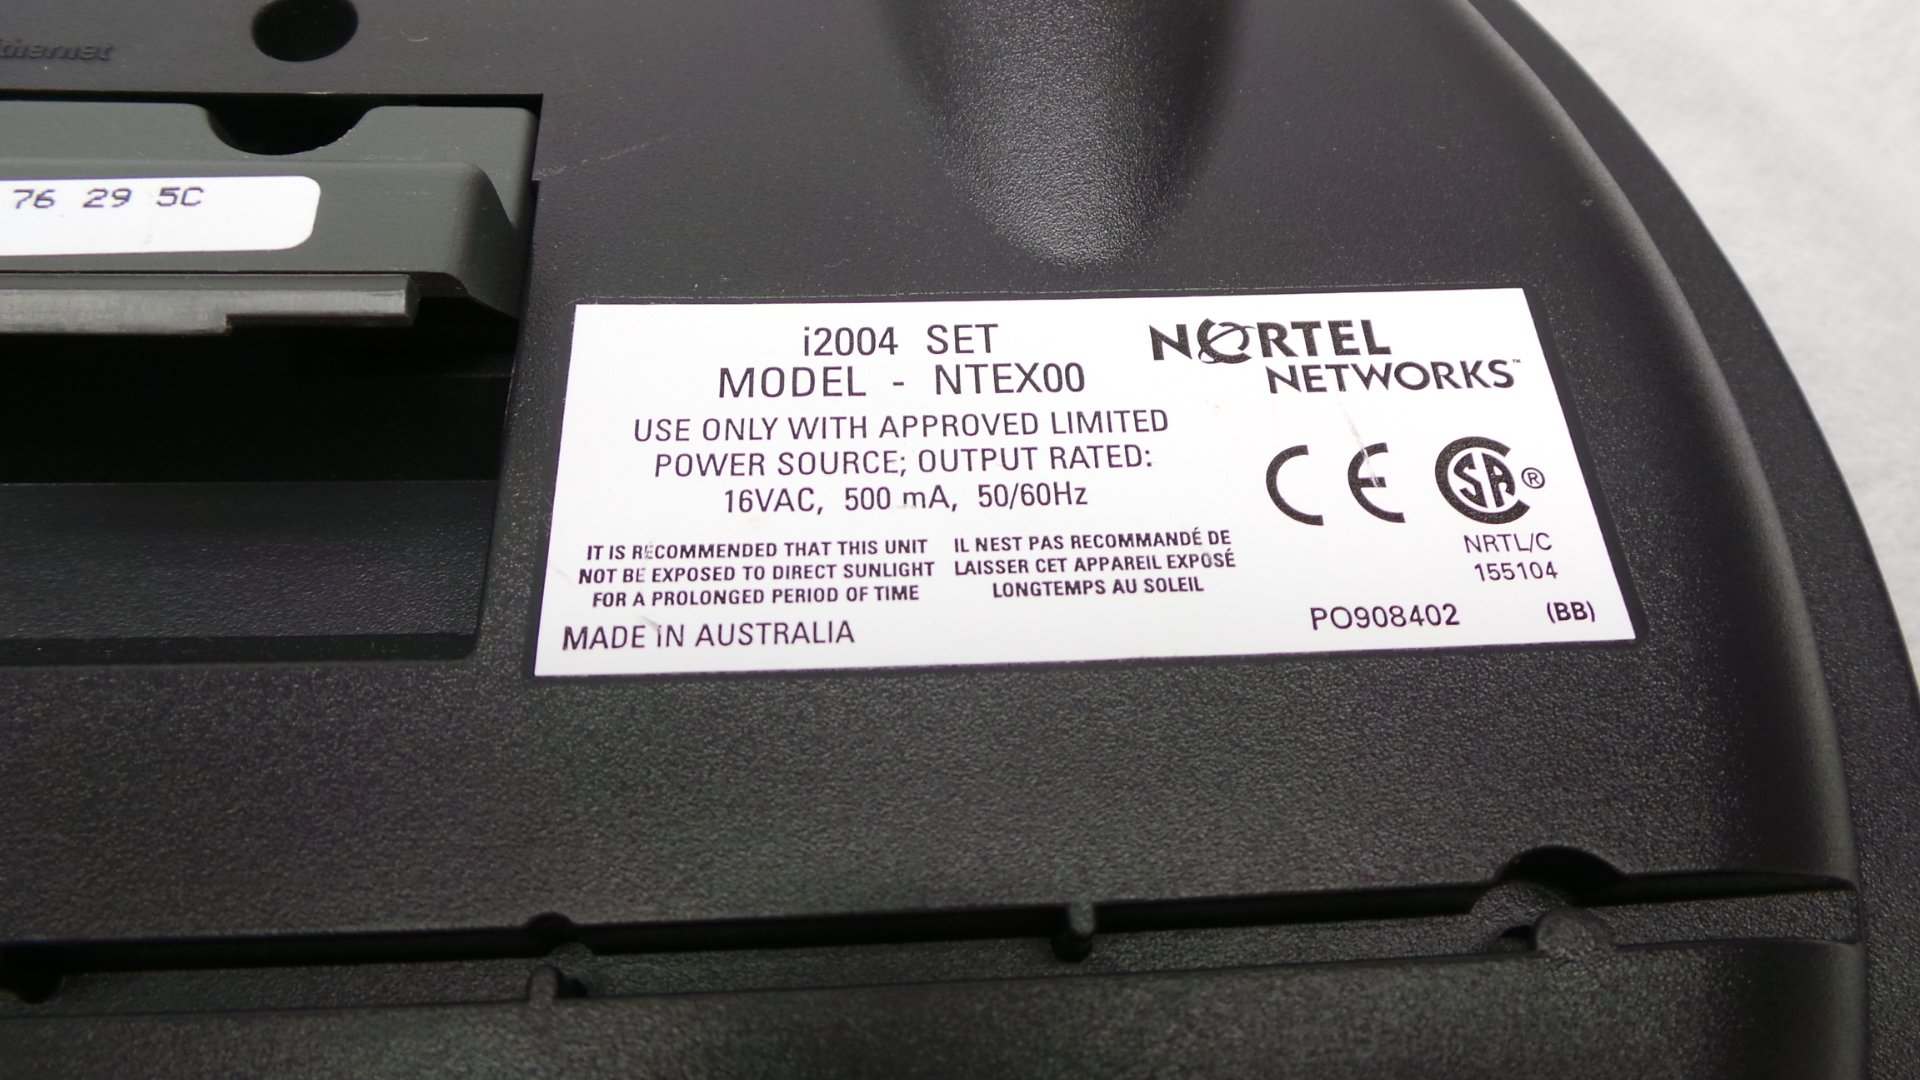 Ethernet
76 29 5C
i2004 SET
MODEL - NTEX00
USE ONLY WITH APPROVED LIMITED
POWER SOURCE; OUTPUT RATED:
16VAC, 500 mA, 50/60Hz
IT IS RECOMMENDED THAT THIS UNIT
NOT BE EXPOSED TO DIRECT SUNLIGHT
FOR A PROLONGED PERIOD OF TIME
IL NEST PAS RECOMMANDÉ DE
LAISSER CET APPAREIL EXPOSÉ
LONGTEMPS AU SOLEIL
MADE IN AUSTRALIA
NORTEL
NETWORKS™
CE
SA®
NRTL/C
155104
PO908402 (BB)